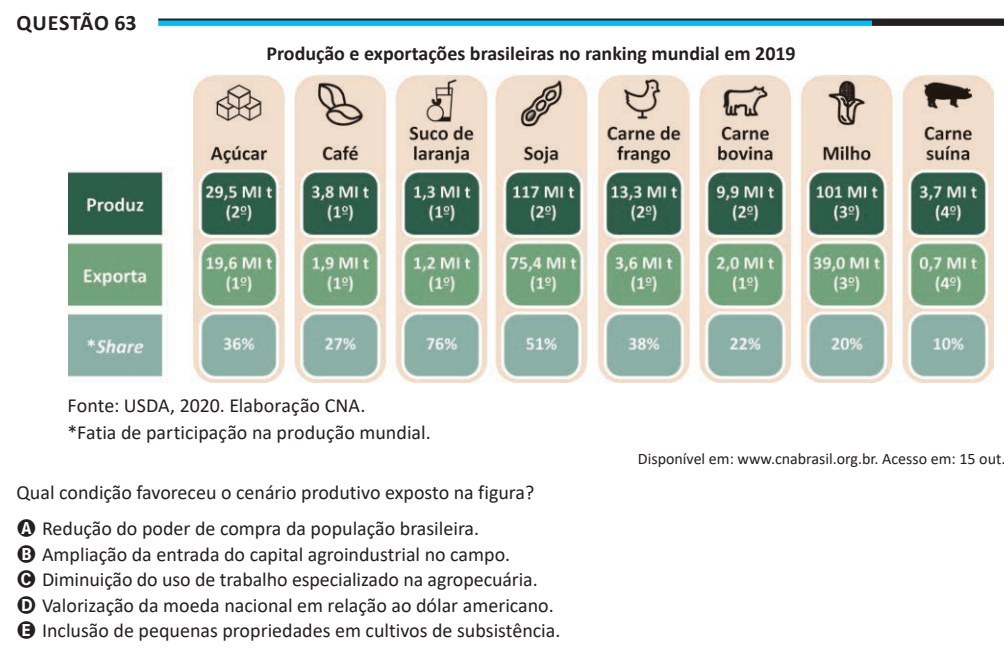 QUESTÃO 63
Produção e exportações brasileiras no ranking mundial em 2019
Açúcar Café Suco de laranja Soja Carne de frango Carne bovina Milho Carne suína
Produz 29,5 MI t (2º) 3,8 MI t (1º) 1,3 MI t (1º) 117 MI t (2º) 13,3 MI t (2º) 9,9 MI t (2º) 101 MI t (3º) 3,7 MI t (4º)
Exporta 19,6 MI t (1º) 1,9 MI t (1º) 1,2 MI t (1º) 75,4 MI t (1º) 3,6 MI t (1º) 2,0 MI t (1º) 39,0 MI t (3º) 0,7 MI t (4º)
*Share 36% 27% 76% 51% 38% 22% 20% 10%
Fonte: USDA, 2020. Elaboração CNA.
*Fatia de participação na produção mundial.
Disponível em: www.cnabrasil.org.br. Acesso em: 15 out.
Qual condição favoreceu o cenário produtivo exposto na figura?
A Redução do poder de compra da população brasileira.
B Ampliação da entrada do capital agroindustrial no campo.
C Diminuição do uso de trabalho especializado na agropecuária.
D Valorização da moeda nacional em relação ao dólar americano.
E Inclusão de pequenas propriedades em cultivos de subsistência.